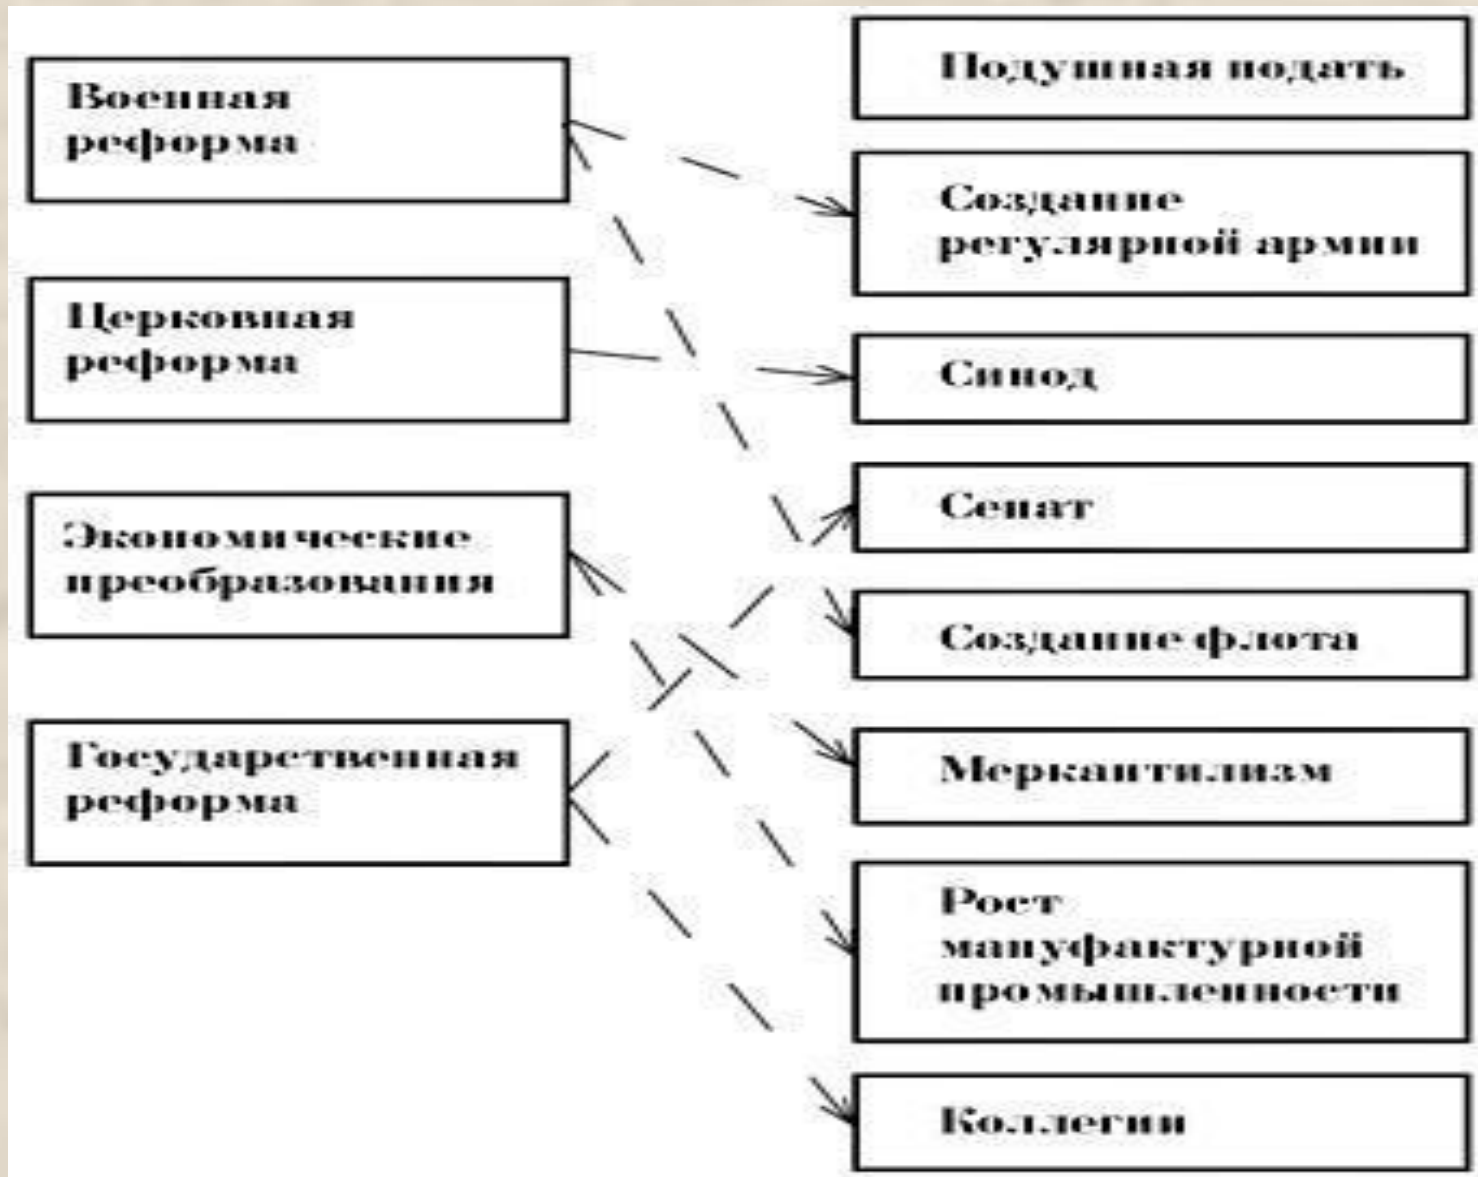 Военная
реформа
Церковная
реформа
Экономические
преобразования
Государственная
реформа
Подушная подать
Создание
регулярной армии
Синод
Сенат
Создание флота
Меркантилизм
Рост
мануфактурной
промышленности
Коллегии